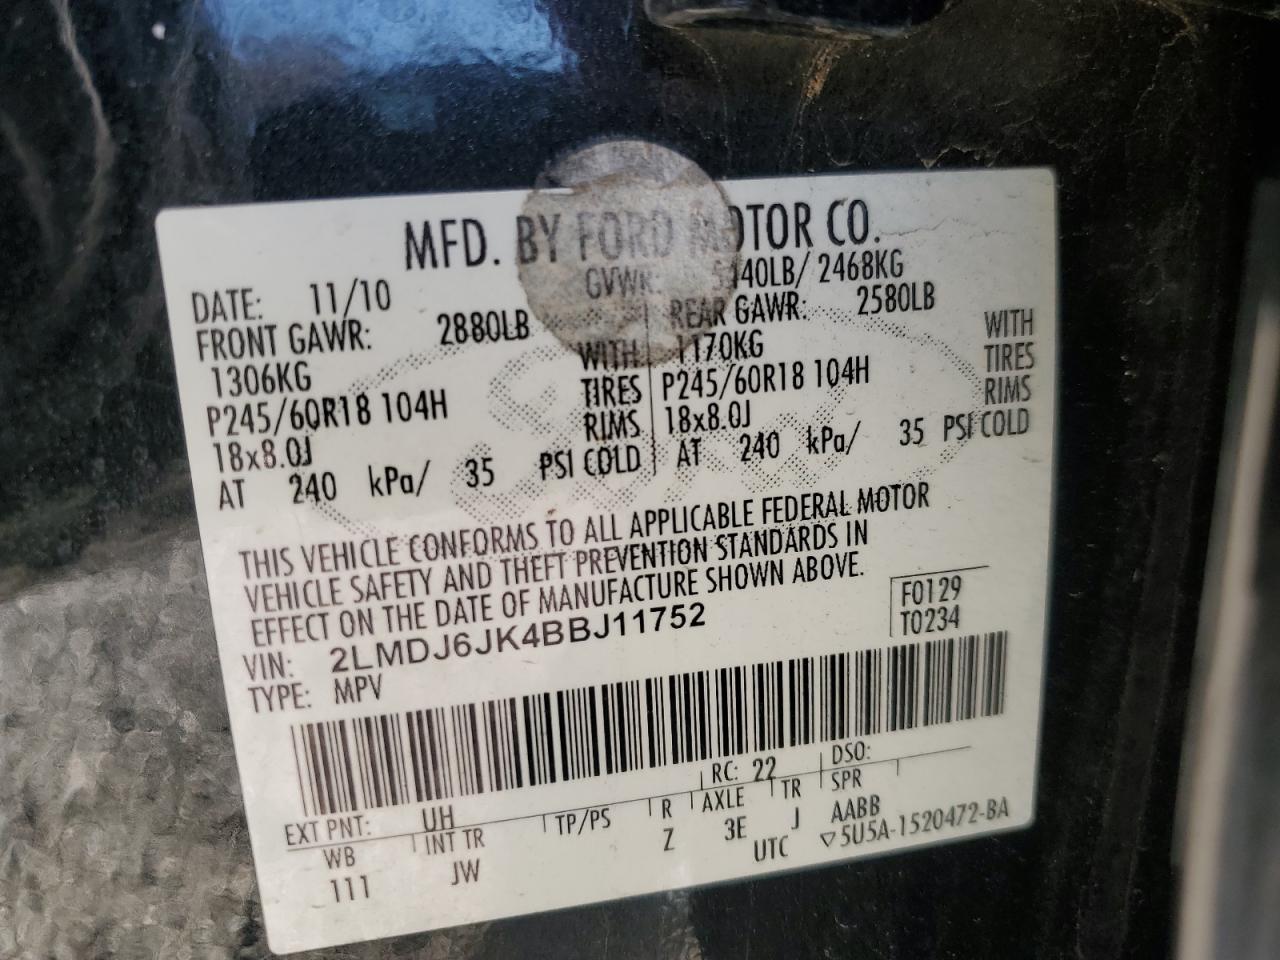 MFD. BY FORD MOTOR CO.
DATE: 11/10 GVWR: 5440LB/ 2468KG
FRONT GAWR: 2880LB REAR GAWR: 2580LB
1306KG WITH 1170KG WITH
P245/60R18 104H TIRES P245/60R18 104H TIRES
18x8.0J RIMS 18x8.0J RIMS
AT 240 kPa/ 35 PSI COLD AT 240 kPa/ 35 PSI COLD
THIS VEHICLE CONFORMS TO ALL APPLICABLE FEDERAL MOTOR
VEHICLE SAFETY AND THEFT PREVENTION STANDARDS IN
EFFECT ON THE DATE OF MANUFACTURE SHOWN ABOVE.
F0129
VIN: 2LMDJ6JK4BBJ11752 T0234
TYPE: MPV
EXT PNT: UH RC: 22 DSO:
WB INT TR TP/PS R AXLE TR SPR
111 JW Z 3E J AABB
UTC ▽5U5A-1520472-BA